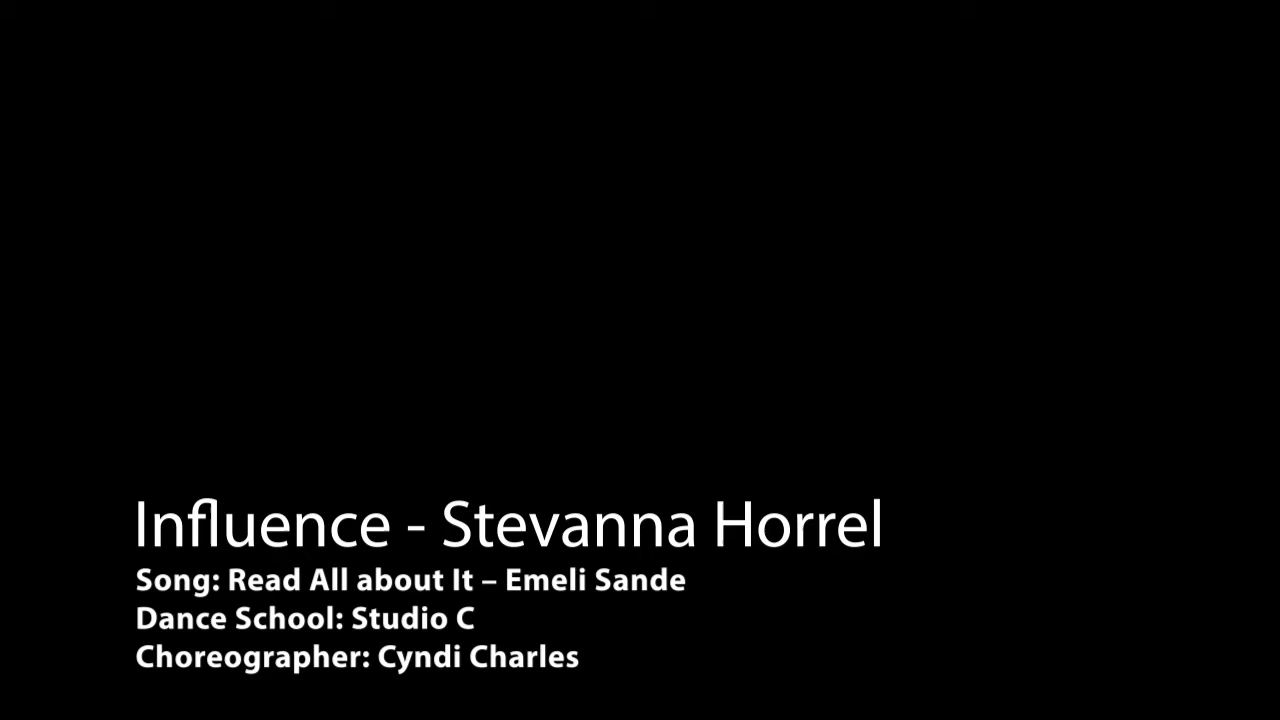 Influence - Stevanna Horrel
Song: Read All about It – Emeli Sande
Dance School: Studio C
Choreographer: Cyndi Charles